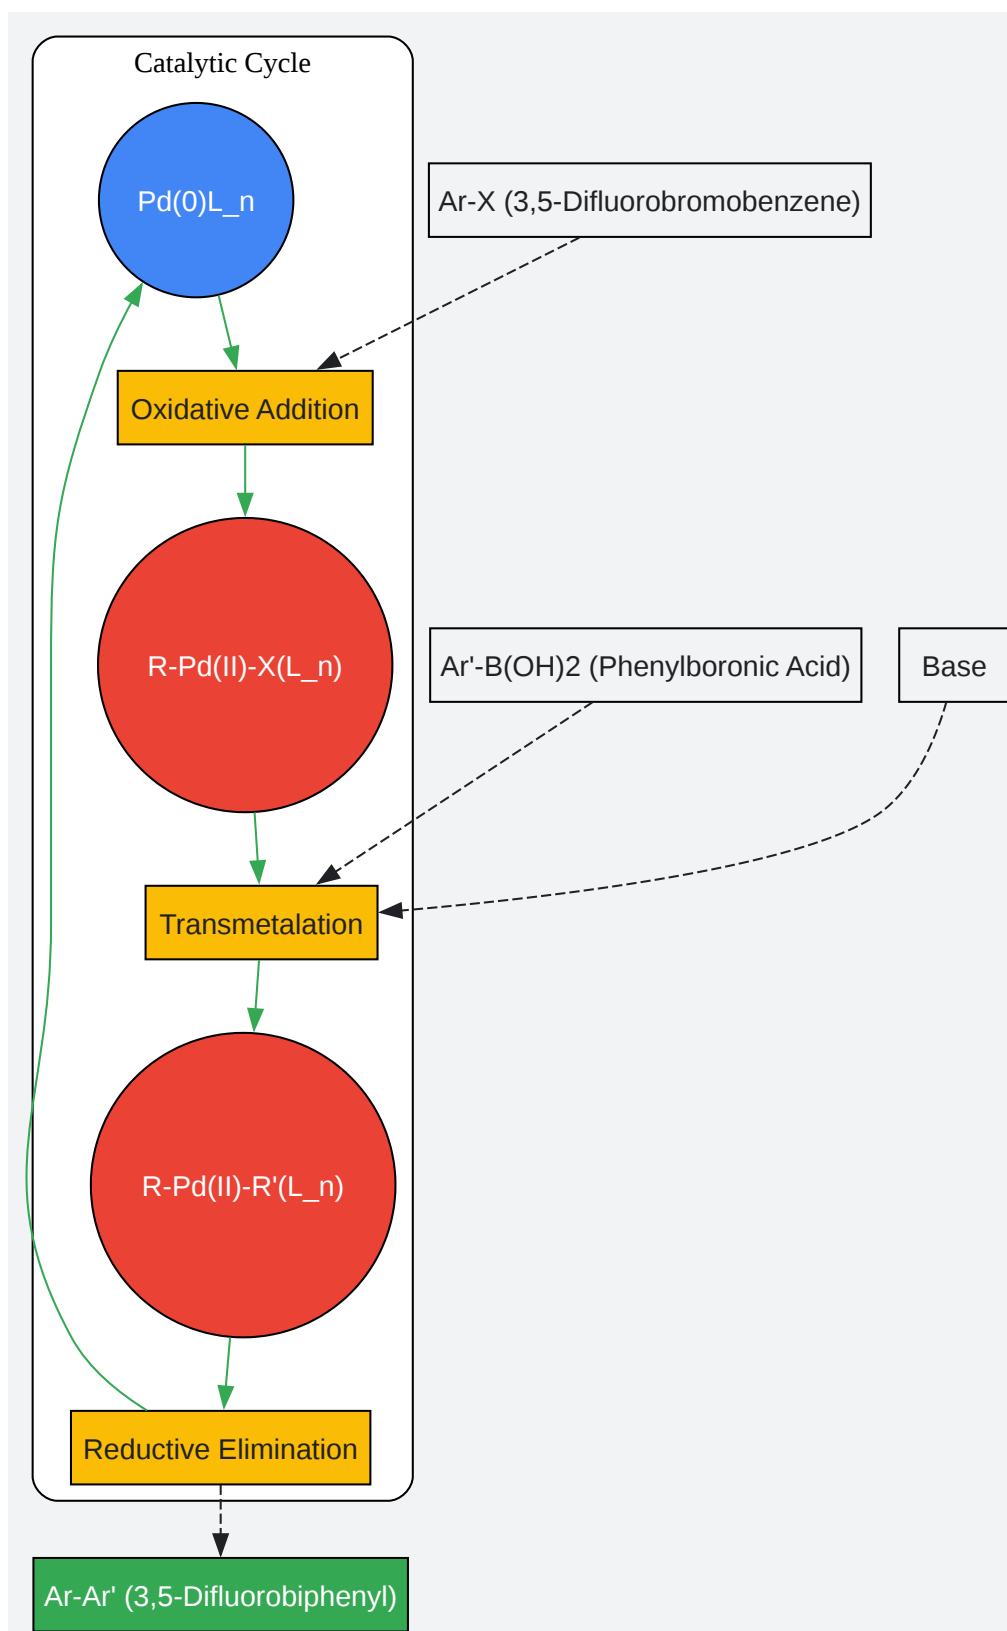 Catalytic Cycle
Pd(0)L_n
Ar-X (3,5-Difluorobromobenzene)
Oxidative Addition
R-Pd(II)-X(L_n)
Ar'-B(OH)2 (Phenylboronic Acid)
Base
Transmetalation
R-Pd(II)-R'(L_n)
Reductive Elimination
Ar-Ar' (3,5-Difluorobiphenyl)